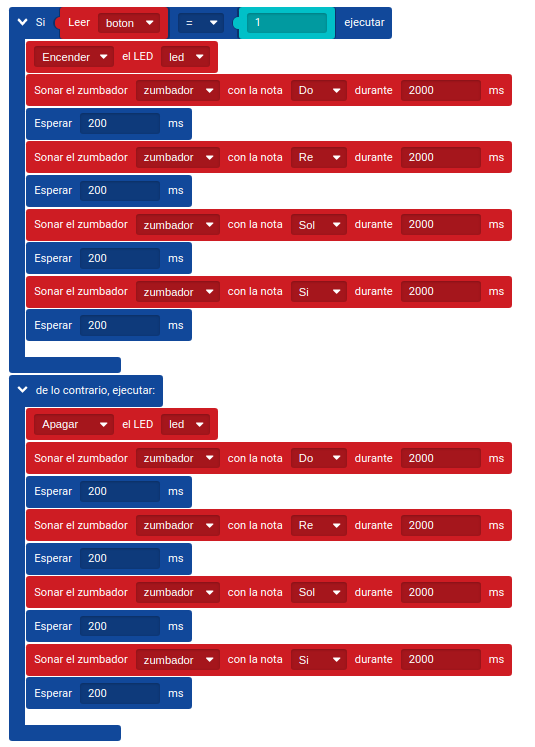 Si Leer boton = 1 ejecutar
Encender el LED led
Sonar el zumbador zumbador con la nota Do durante 2000 ms
Esperar 200 ms
Sonar el zumbador zumbador con la nota Re durante 2000 ms
Esperar 200 ms
Sonar el zumbador zumbador con la nota Sol durante 2000 ms
Esperar 200 ms
Sonar el zumbador zumbador con la nota Si durante 2000 ms
Esperar 200 ms
de lo contrario, ejecutar:
Apagar el LED led
Sonar el zumbador zumbador con la nota Do durante 2000 ms
Esperar 200 ms
Sonar el zumbador zumbador con la nota Re durante 2000 ms
Esperar 200 ms
Sonar el zumbador zumbador con la nota Sol durante 2000 ms
Esperar 200 ms
Sonar el zumbador zumbador con la nota Si durante 2000 ms
Esperar 200 ms